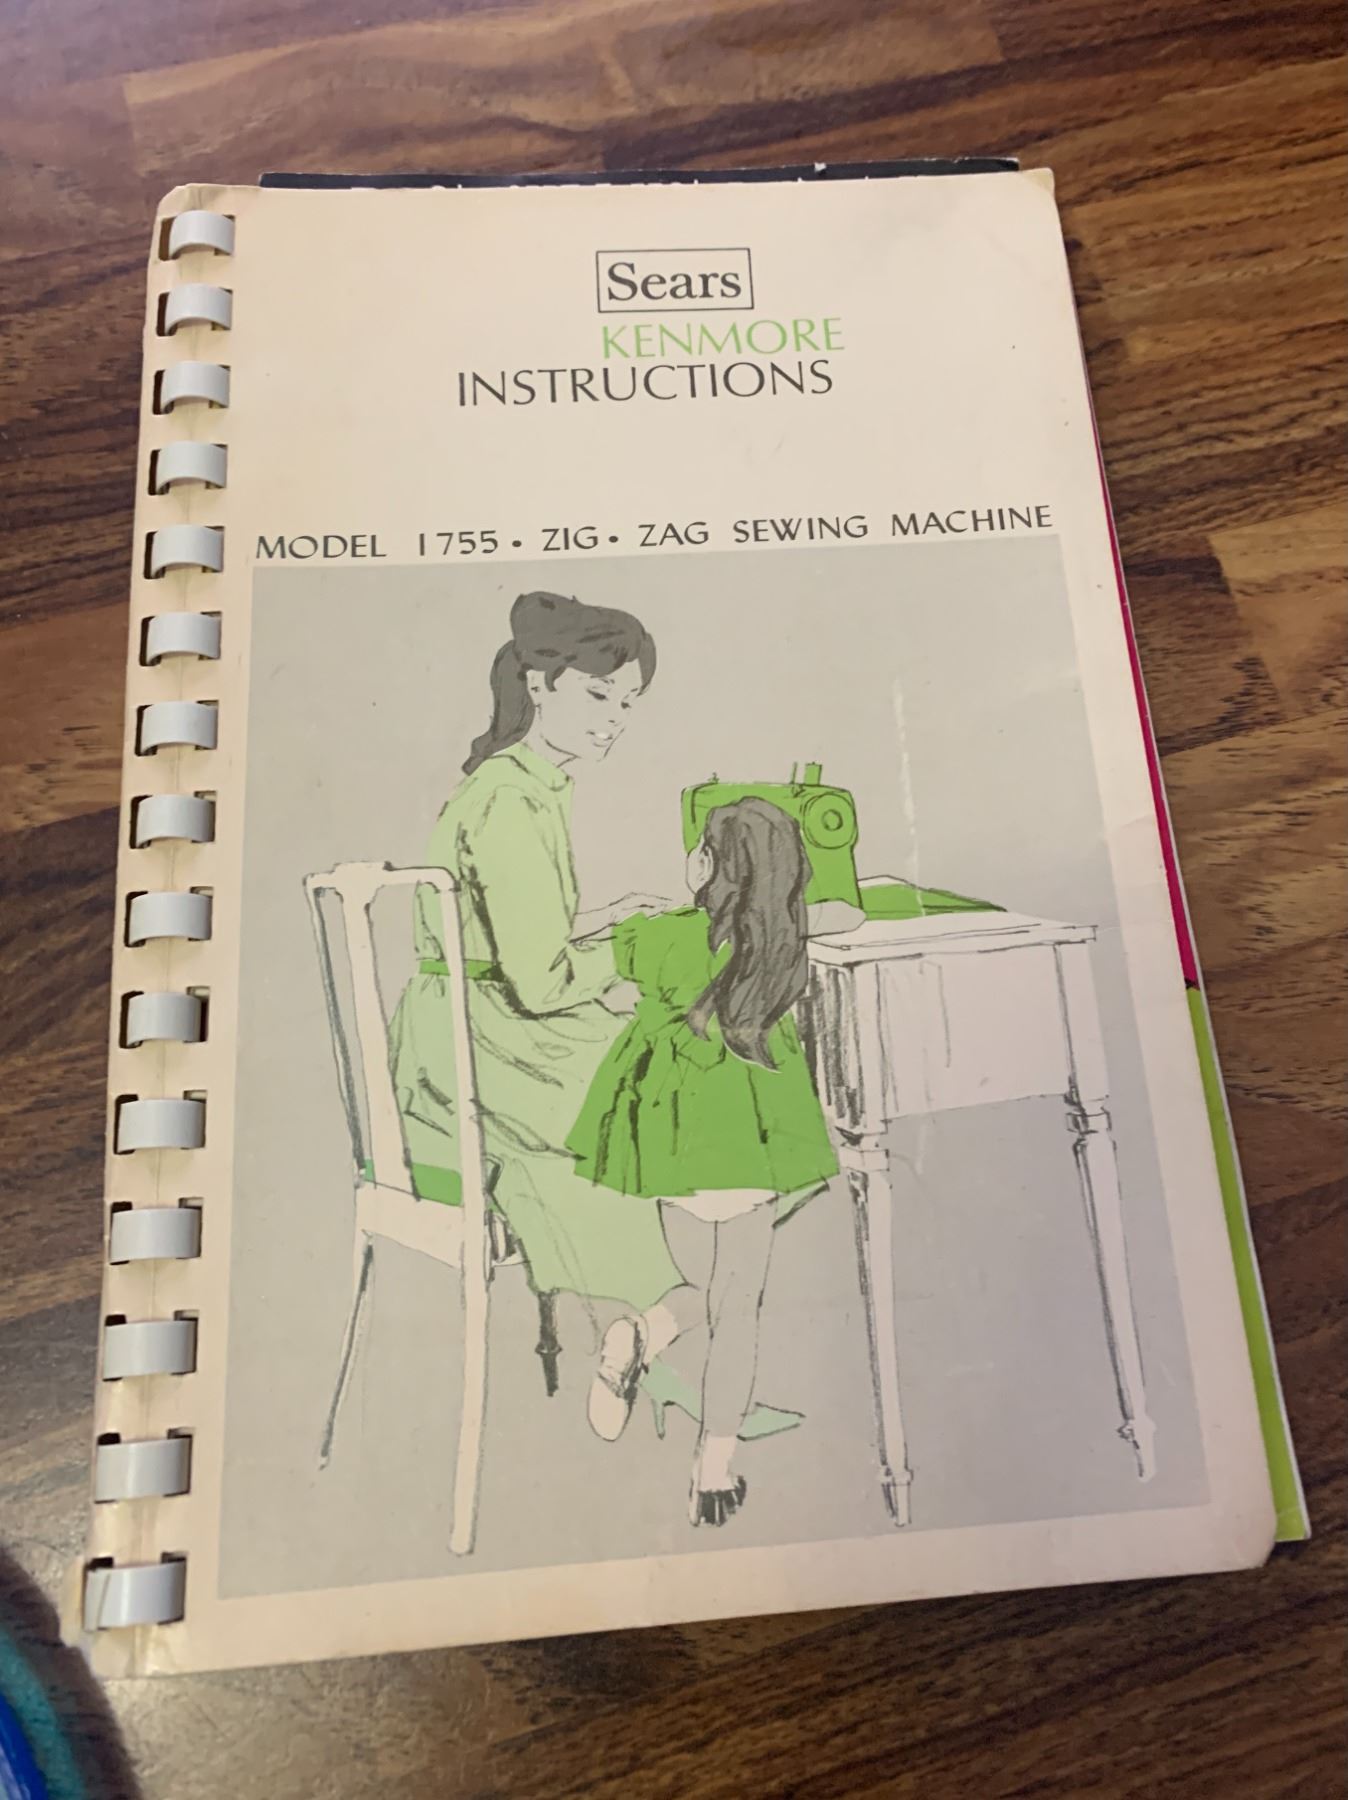 Sears
KENMORE
INSTRUCTIONS
MODEL 1755 • ZIG • ZAG SEWING MACHINE